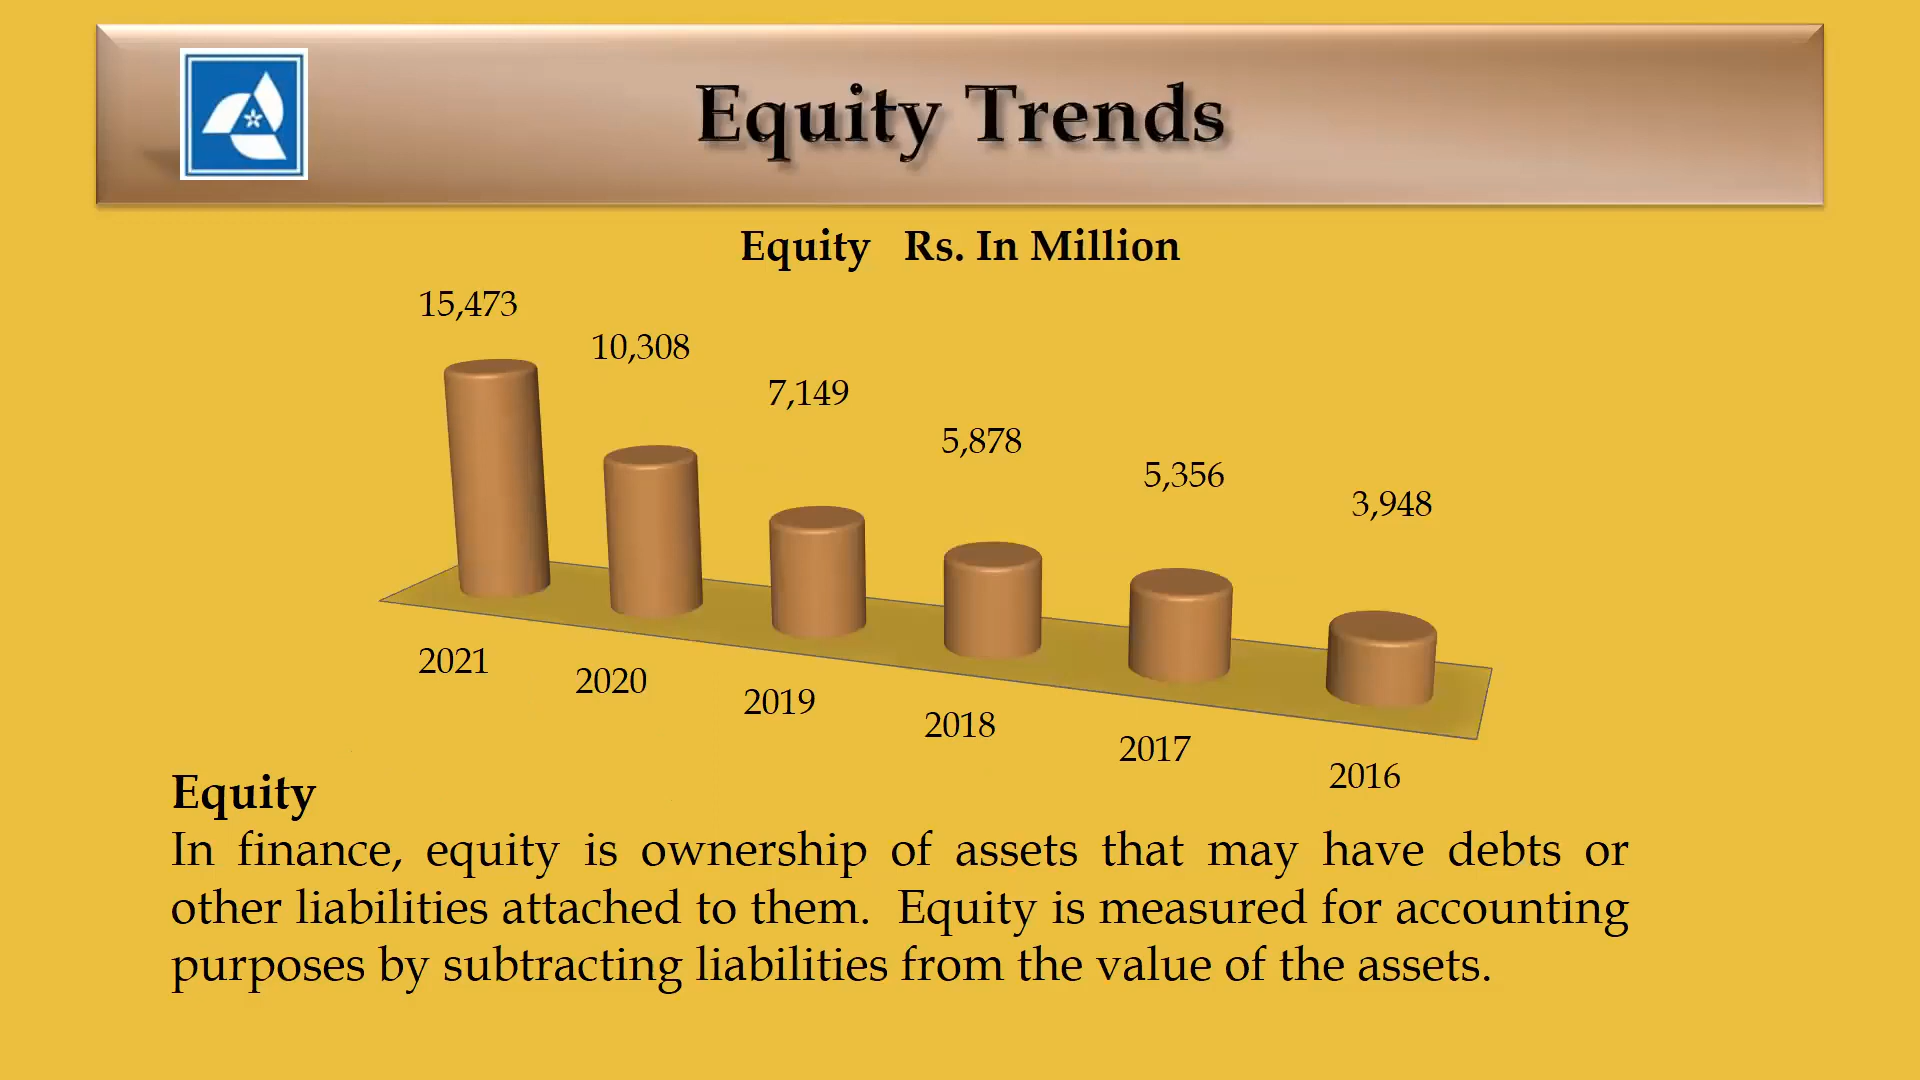 Equity Trends
Equity Rs. In Million
15,473
10,308
7,149
5,878
5,356
3,948
2021
2020
2019
2018
2017
2016
Equity
In finance, equity is ownership of assets that may have debts or
other liabilities attached to them. Equity is measured for accounting
purposes by subtracting liabilities from the value of the assets.